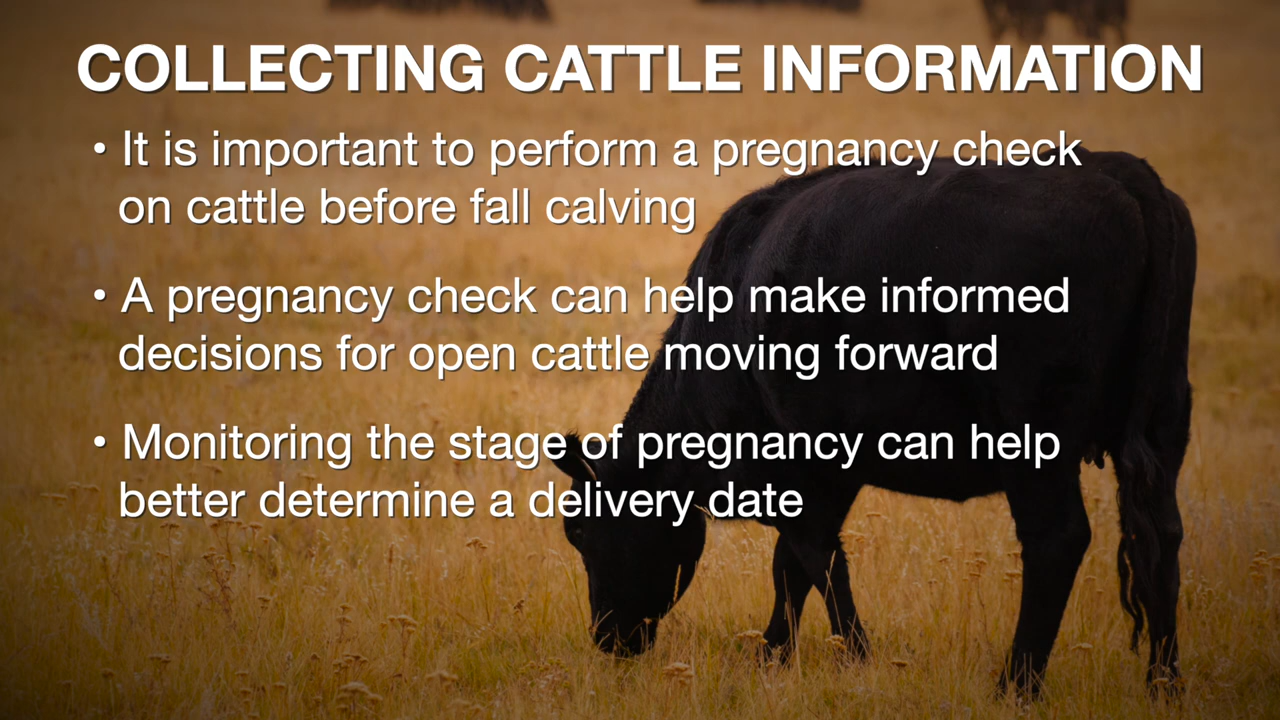 COLLECTING CATTLE INFORMATION
• It is important to perform a pregnancy check
on cattle before fall calving
• A pregnancy check can help make informed
decisions for open cattle moving forward
• Monitoring the stage of pregnancy can help
better determine a delivery date